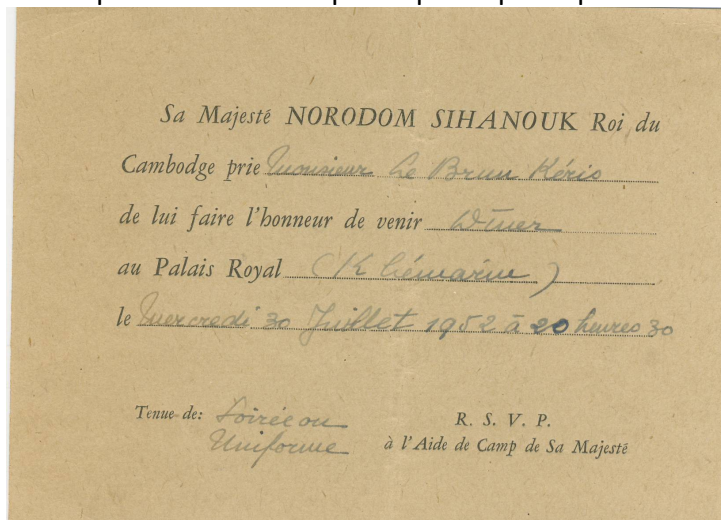 Sa Majesté NORODOM SIHANOUK Roi du
Cambodge prie Monsieur Le Brun Kéris
de lui faire l'honneur de venir Dîner
au Palais Royal (Khémarin)
le Mercredi 30 Juillet 1952 à 20 heures 30
Tenue de: Soirée ou
Uniforme
R. S. V. P.
à l'Aide de Camp de Sa Majesté